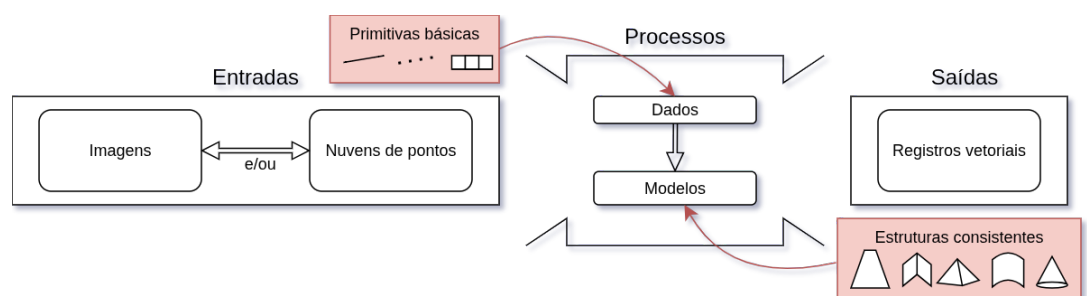 Primitivas básicas
Processos
Entradas
Saídas
Imagens
e/ou
Nuvens de pontos
Dados
Modelos
Registros vetoriais
Estruturas consistentes